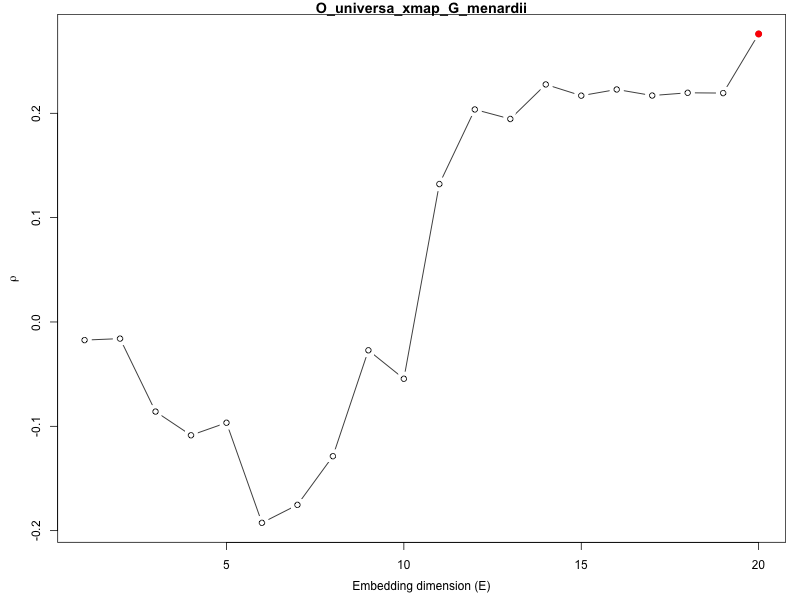 O_universa_xmap_G_menardii
0.2
0.1
0.0
-0.1
-0.2
ρ
5 10 15 20
Embedding dimension (E)